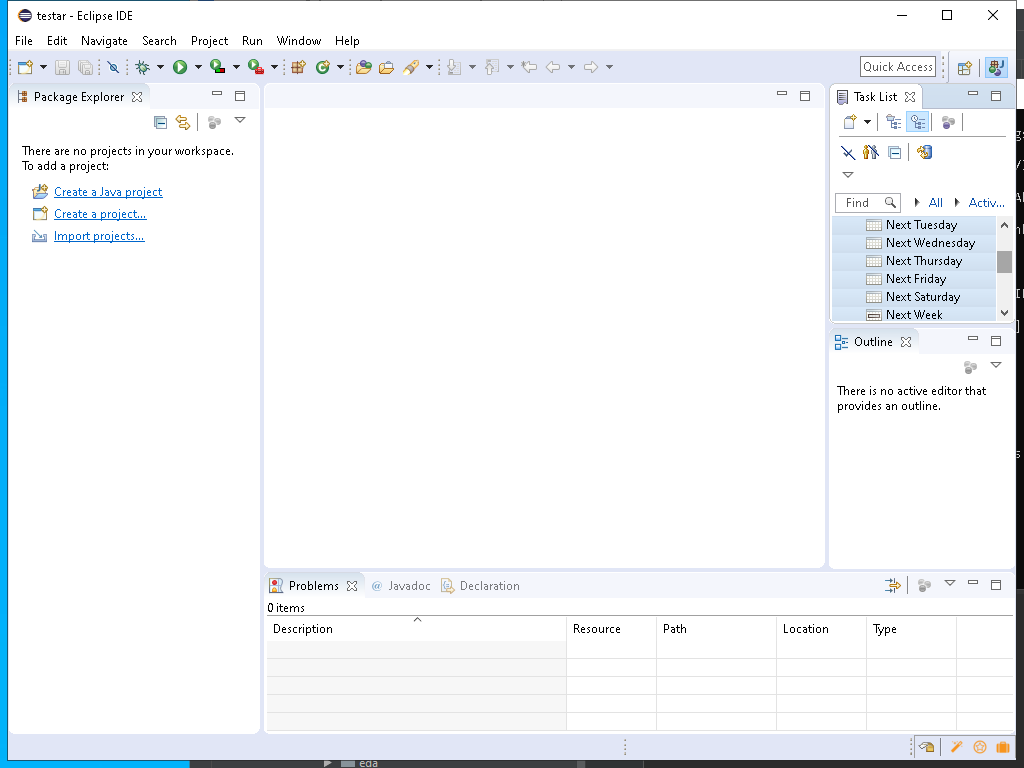 testar - Eclipse IDE
File Edit Navigate Search Project Run Window Help
Quick Access
Package Explorer
There are no projects in your workspace.
To add a project:
Create a Java project
Create a project...
Import projects...
Task List
Find All Activ...
Next Tuesday
Next Wednesday
Next Thursday
Next Friday
Next Saturday
Next Week
Outline
There is no active editor that
provides an outline.
Problems @ Javadoc Declaration
0 items
Description Resource Path Location Type
eda